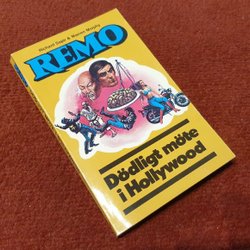 Richard Sapir & Warren Murphy
REMO
Dödligt möte
i Hollywood